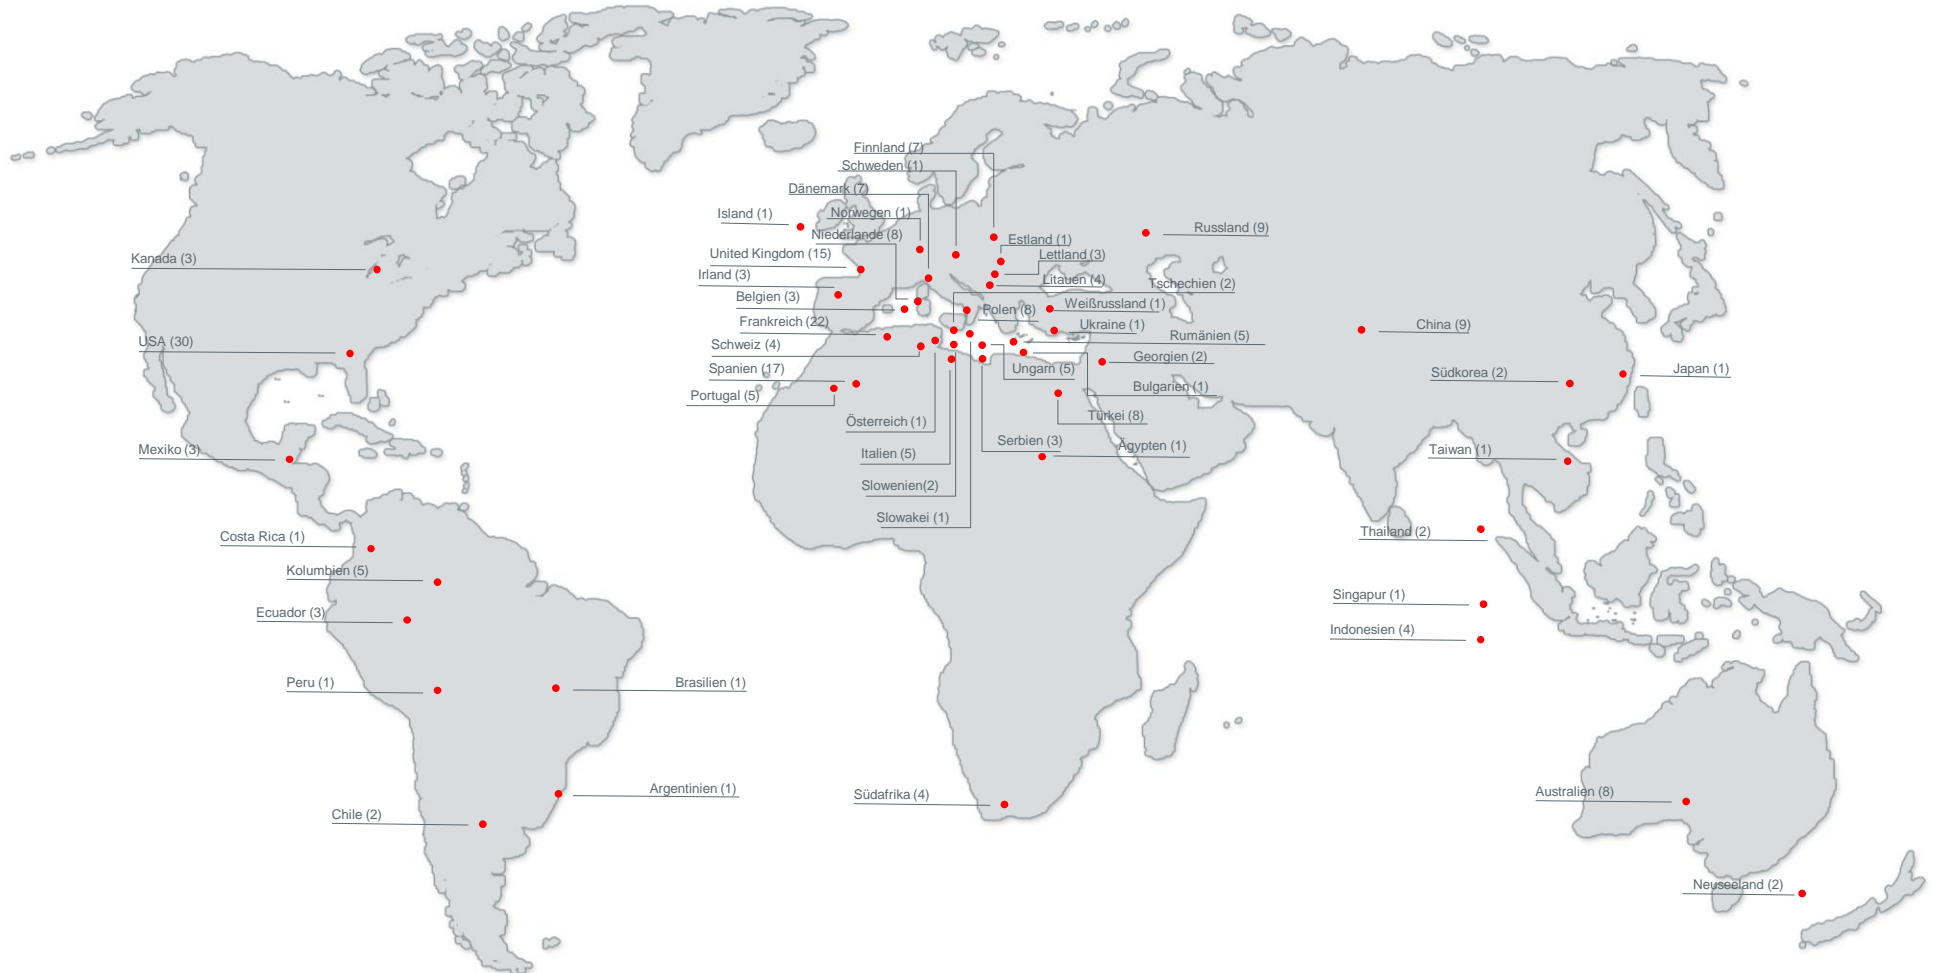 Finnland (7)
Schweden (1)
Dänemark (7)
Island (1)
Norwegen (1)
Niederlande (8)
Estland (1)
Russland (9)
United Kingdom (15)
Lettland (3)
Kanada (3)
Irland (3)
Litauen (4)
Tschechien (2)
Belgien (3)
Polen (8)
Weißrussland (1)
Frankreich (22)
Ukraine (1)
China (9)
Rumänien (5)
USA (30)
Schweiz (4)
Georgien (2)
Spanien (17)
Ungarn (5)
Südkorea (2)
Japan (1)
Portugal (5)
Bulgarien (1)
Österreich (1)
Türkei (8)
Serbien (3)
Ägypten (1)
Mexiko (3)
Italien (5)
Taiwan (1)
Slowenien(2)
Slowakei (1)
Costa Rica (1)
Thailand (2)
Kolumbien (5)
Singapur (1)
Ecuador (3)
Indonesien (4)
Peru (1)
Brasilien (1)
Argentinien (1)
Südafrika (4)
Australien (8)
Chile (2)
Neuseeland (2)